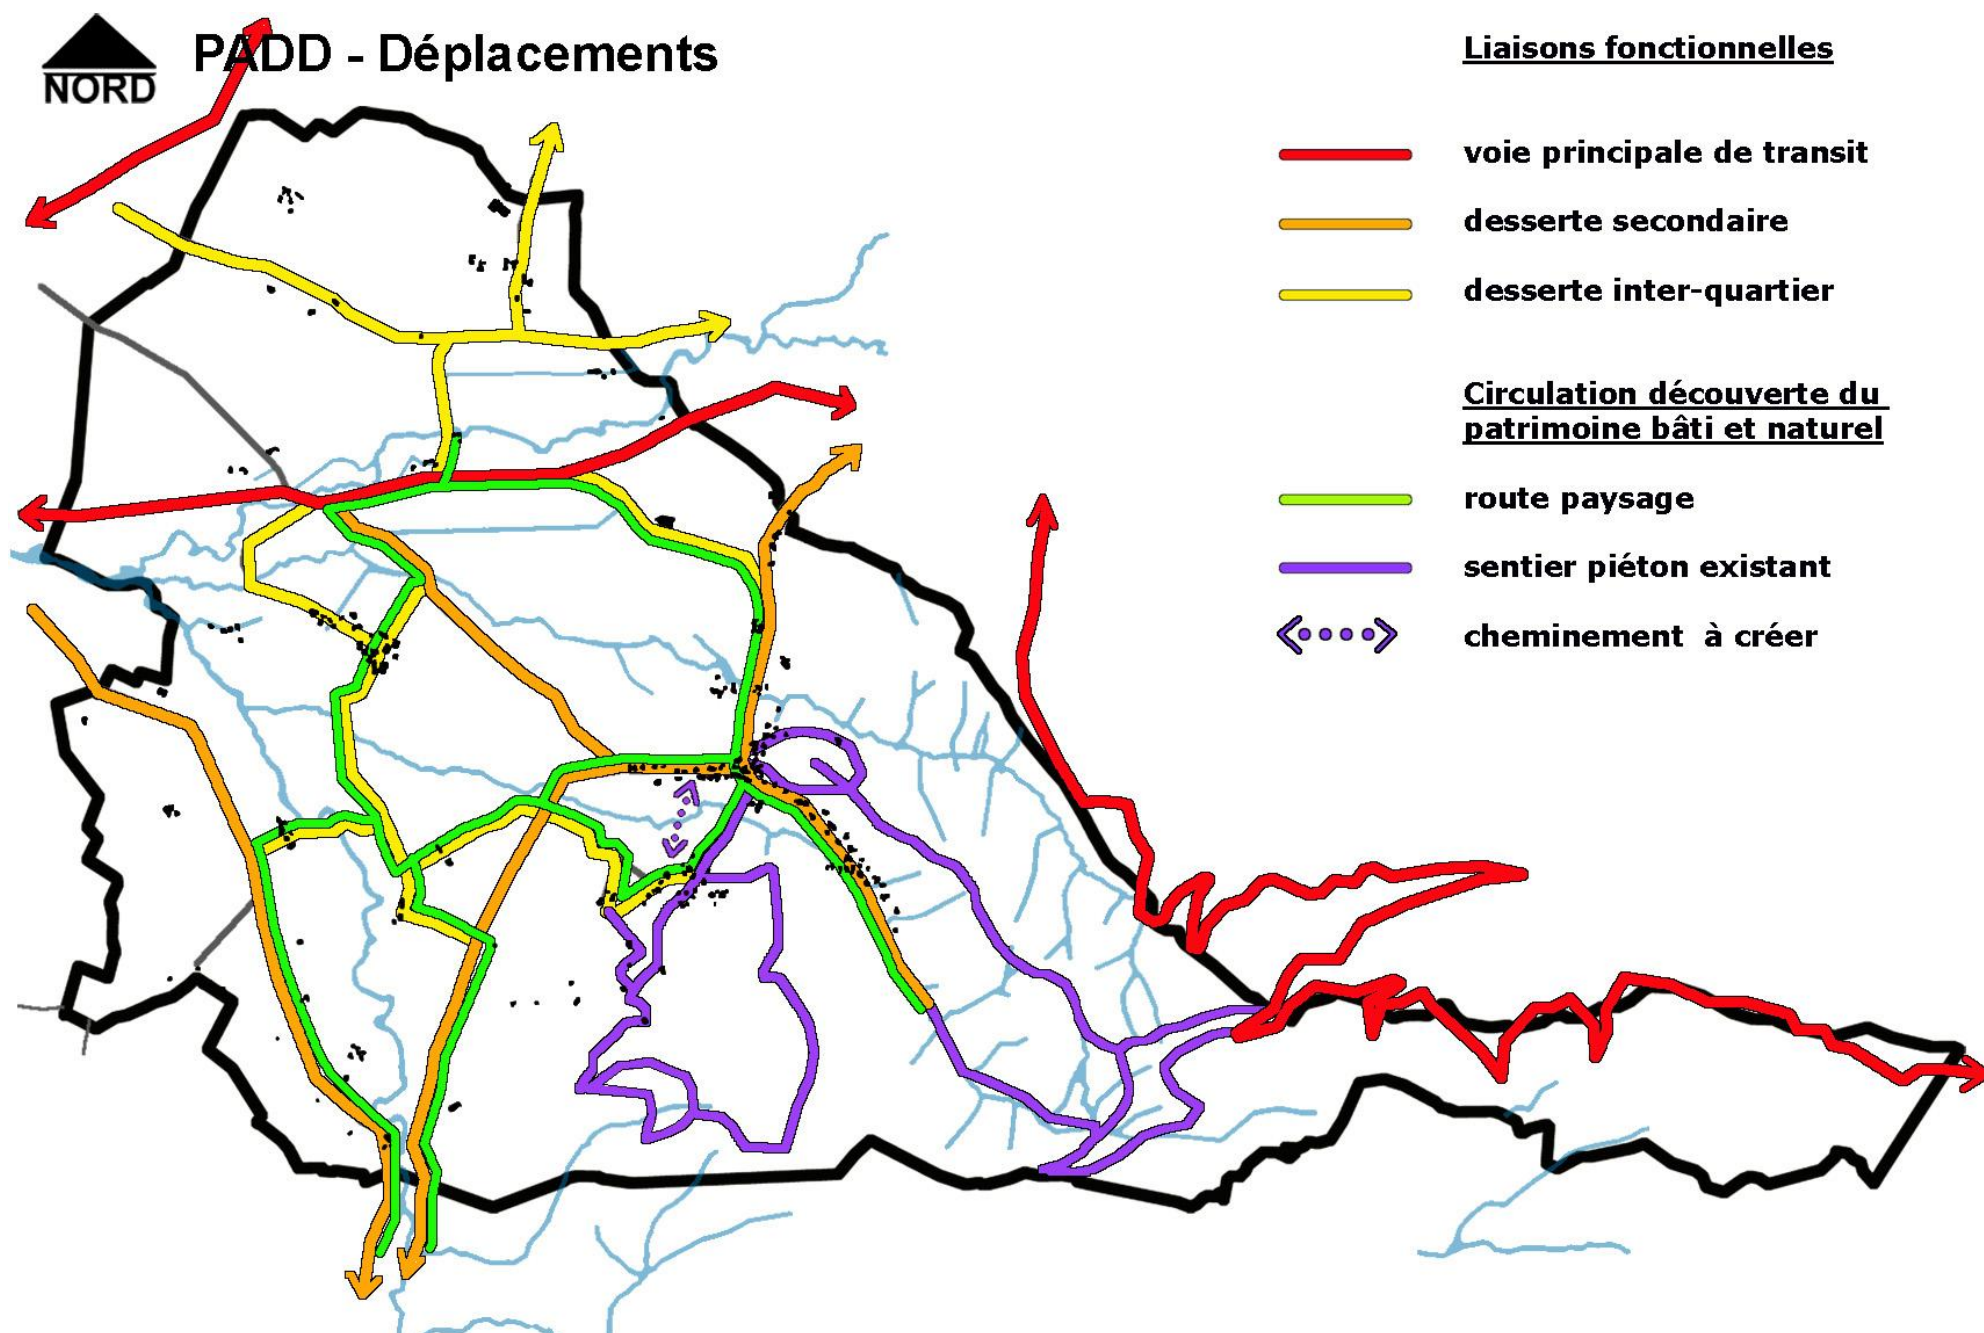 NORD
PADD - Déplacements
Liaisons fonctionnelles
voie principale de transit
desserte secondaire
desserte inter-quartier
Circulation découverte du
patrimoine bâti et naturel
route paysage
sentier piéton existant
cheminement à créer